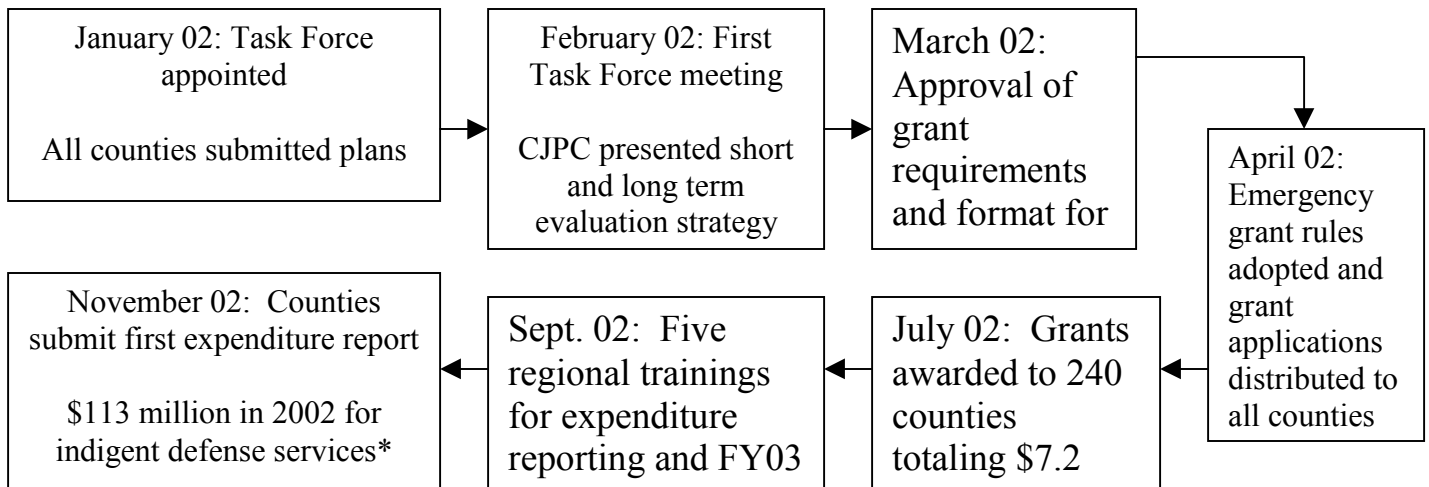 January 02: Task Force
appointed
All counties submitted plans
February 02: First
Task Force meeting
CJPC presented short
and long term
evaluation strategy
March 02:
Approval of
grant
requirements
and format for
April 02:
Emergency
grant rules
adopted and
grant
applications
distributed to
all counties
July 02:  Grants
awarded to 240
counties
totaling $7.2
Sept. 02:  Five
regional trainings
for expenditure
reporting and FY03
November 02:  Counties
submit first expenditure report
$113 million in 2002 for
indigent defense services*